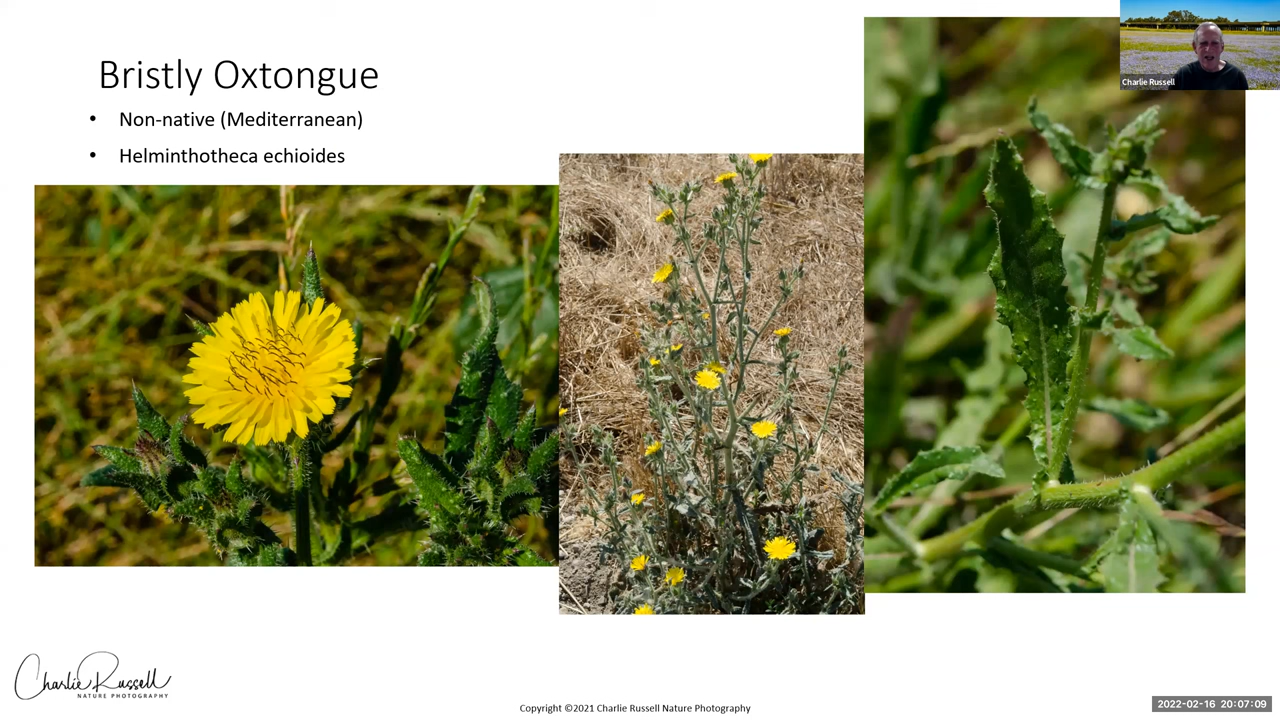 Bristly Oxtongue
• Non-native (Mediterranean)
• Helminthotheca echioides
Charlie Russell
Charlie Russell
NATURE PHOTOGRAPHY
Copyright ©2021 Charlie Russell Nature Photography
2022-02-16 20:07:09